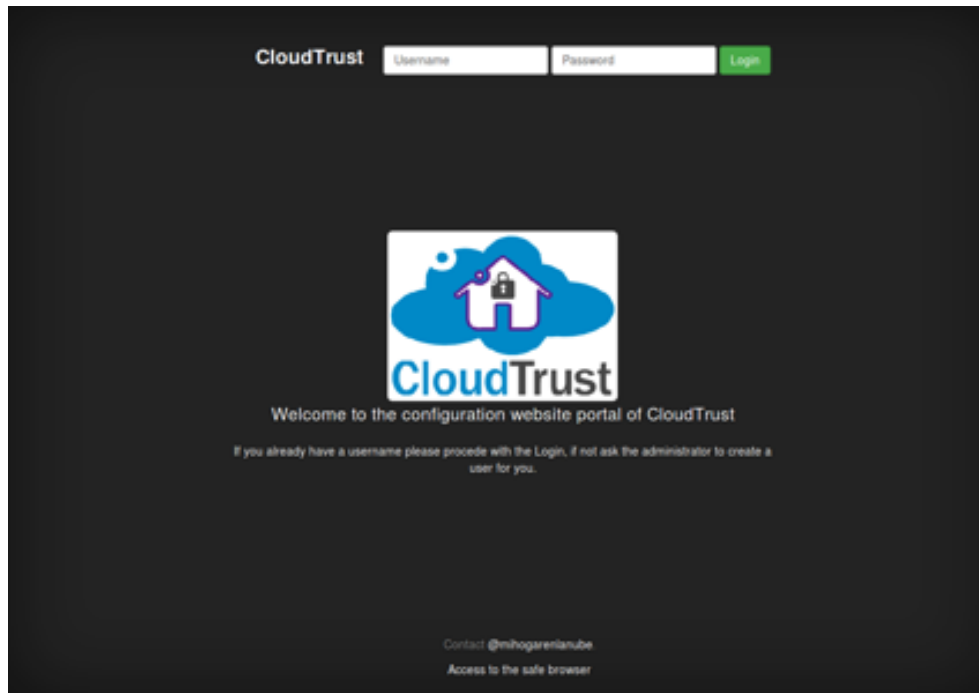 CloudTrust Username Password Login
CloudTrust
Welcome to the configuration website portal of CloudTrust
If you already have a username please procede with the Login, if not ask the administrator to create a
user for you.
Contact @mihogarenlanube.
Access to the safe browser